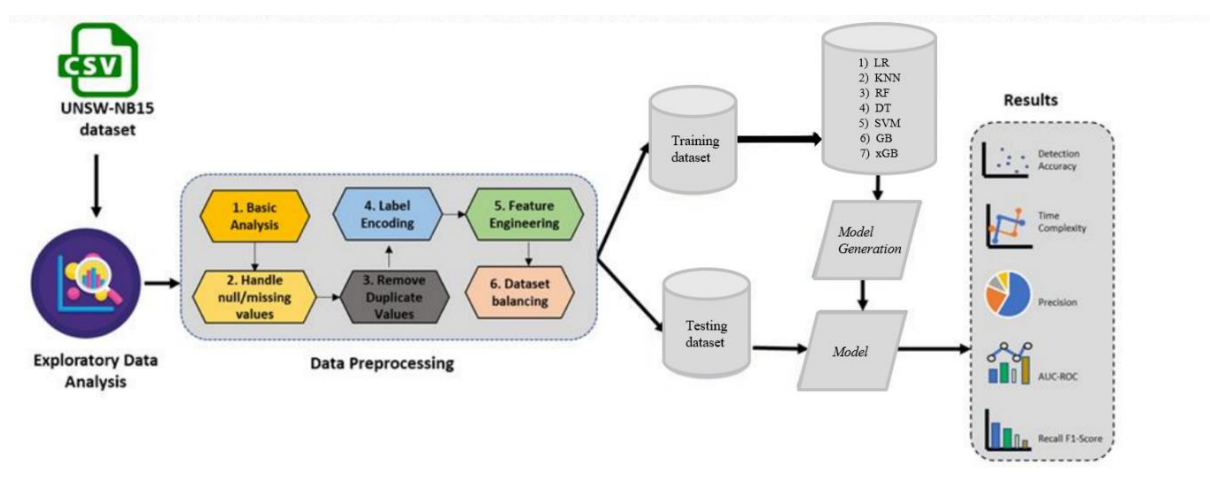 CSV
UNSW-NB15
dataset
Exploratory Data
Analysis
1. Basic
Analysis
2. Handle
null/missing
values
3. Remove
Duplicate
Values
4. Label
Encoding
5. Feature
Engineering
6. Dataset
balancing
Data Preprocessing
Training
dataset
Testing
dataset
1) LR
2) KNN
3) RF
4) DT
5) SVM
6) GB
7) xGB
Model
Generation
Model
Results
Detection
Accuracy
Time
Complexity
Precision
AUC-ROC
Recall F1-Score